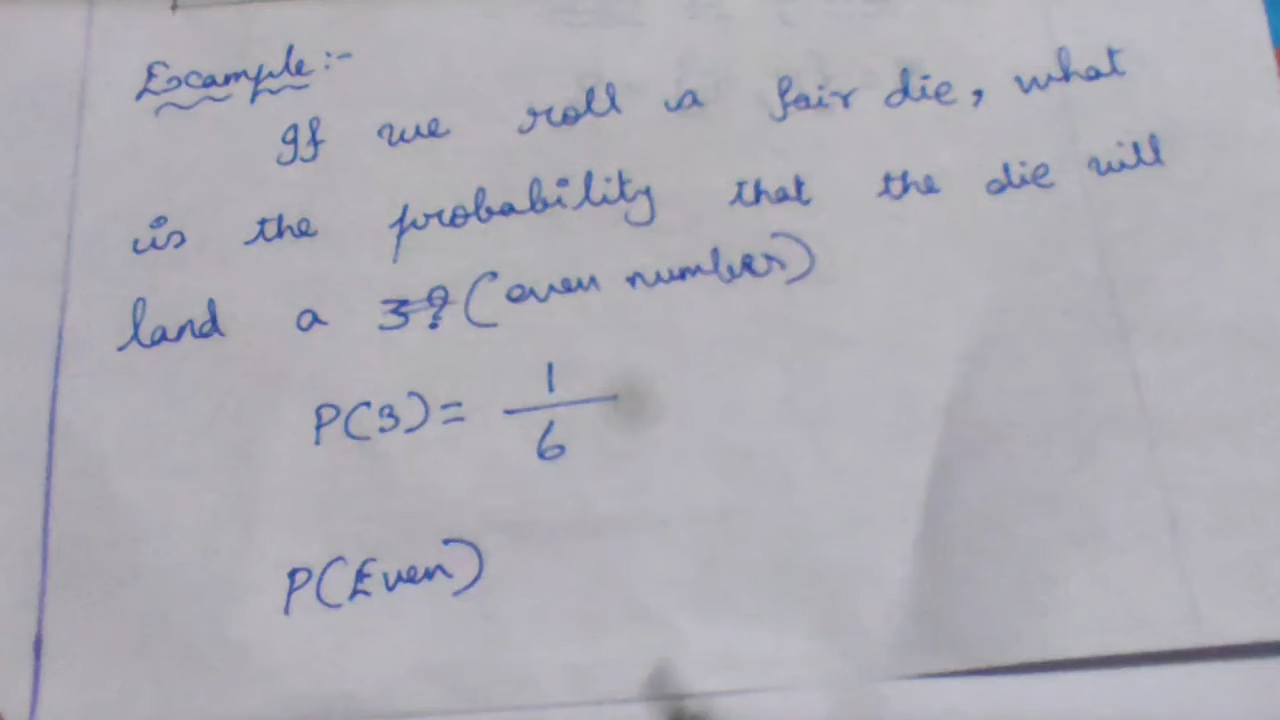 Example:-
If we roll a fair die, what
is the probability that the die will
land a 3? (even number)
P(3) = 1/6
P(Even)